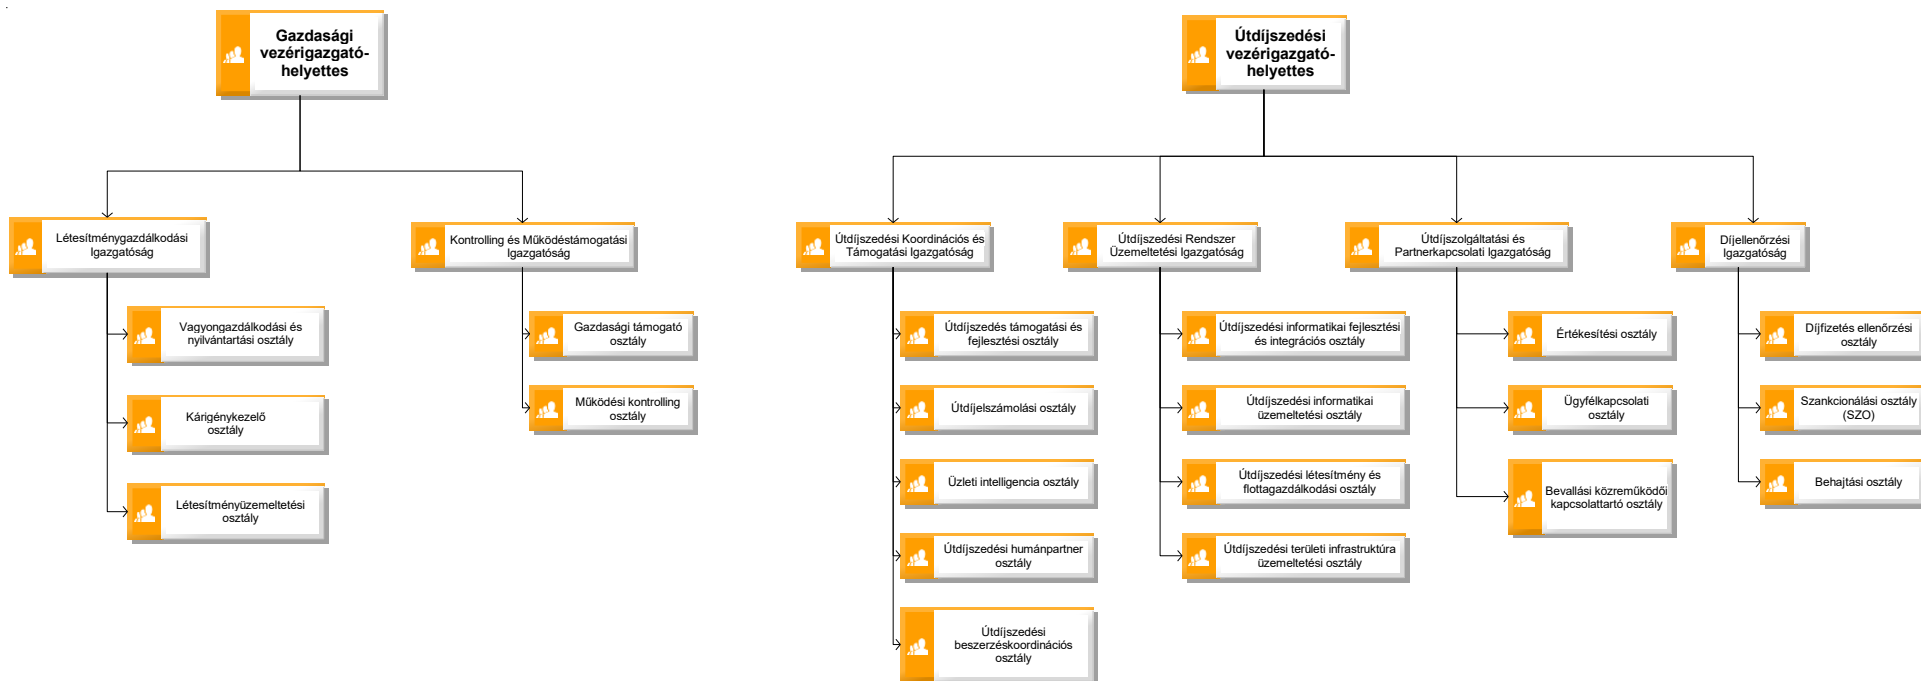 Gazdasági
vezérigazgató-
helyettes
Útdíjszedési
vezérigazgató-
helyettes
Létesítménygazdálkodási
Igazgatóság
Kontrolling és Működéstámogatási
Igazgatóság
Útdíjszedési Koordinációs és
Támogatási Igazgatóság
Útdíjszedési Rendszer
Üzemeltetési Igazgatóság
Útdíjszolgáltatási és
Partnerkapcsolati Igazgatóság
Díjellenőrzési
Igazgatóság
Vagyongazdálkodási és
nyilvántartási osztály
Kárigénykezelő
osztály
Létesítményüzemeltetési
osztály
Gazdasági támogató
osztály
Működési kontrolling
osztály
Útdíjszedés támogatási és
fejlesztési osztály
Útdíjelszámolási osztály
Üzleti intelligencia osztály
Útdíjszedési humánpartner
osztály
Útdíjszedési
beszerzéskoordinációs
osztály
Útdíjszedési informatikai fejlesztési
és integrációs osztály
Útdíjszedési informatikai
üzemeltetési osztály
Útdíjszedési létesítmény és
flottagazdálkodási osztály
Útdíjszedési területi infrastruktúra
üzemeltetési osztály
Értékesítési osztály
Ügyfélkapcsolati
osztály
Bevallási közreműködői
kapcsolattartó osztály
Díjfizetés ellenőrzési
osztály
Szankcionálási osztály
(SZO)
Behajtási osztály